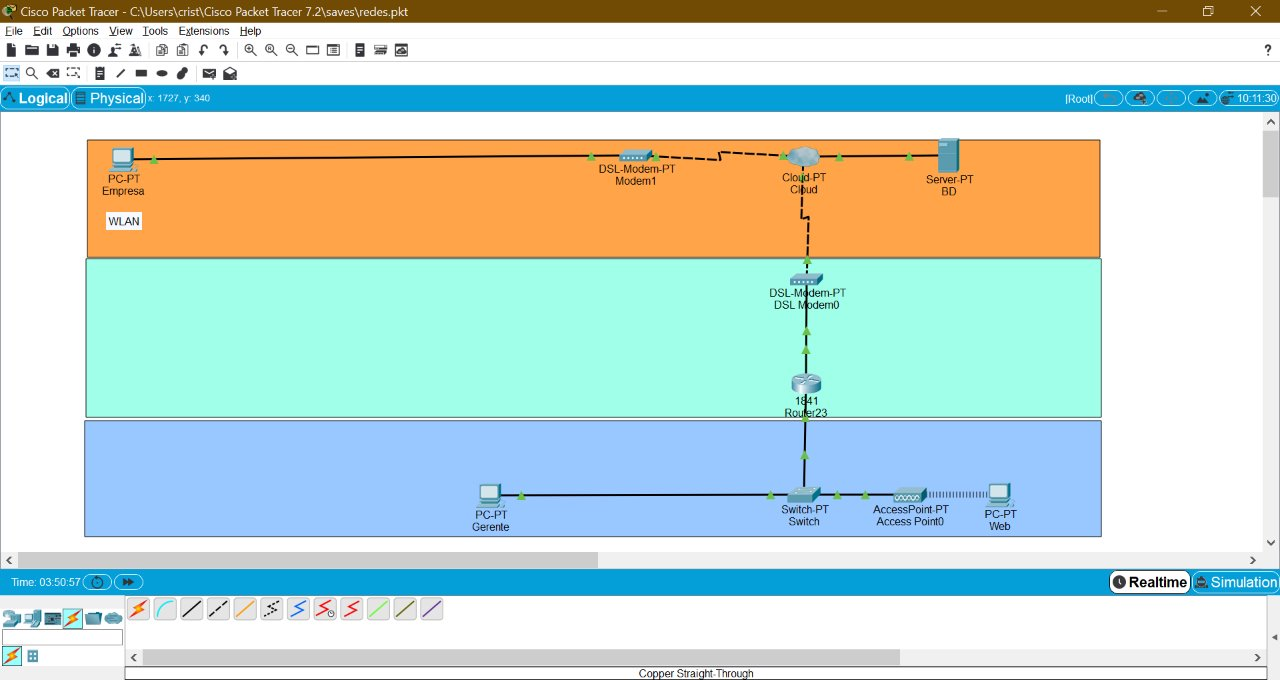 Cisco Packet Tracer - C:\Users\crist\Cisco Packet Tracer 7.2\saves\redes.pkt
File Edit Options View Tools Extensions Help
?
Logical Physical x: 1727, y: 340 [Root] 10:11:30
PC-PT
Empresa
DSL-Modem-PT
Modem1
Cloud-PT
Cloud
Server-PT
BD
WLAN
DSL-Modem-PT
DSL Modem0
1841
Router23
PC-PT
Gerente
Switch-PT
Switch
AccessPoint-PT
Access Point0
PC-PT
Web
Time: 03:50:57 Realtime Simulation
Copper Straight-Through